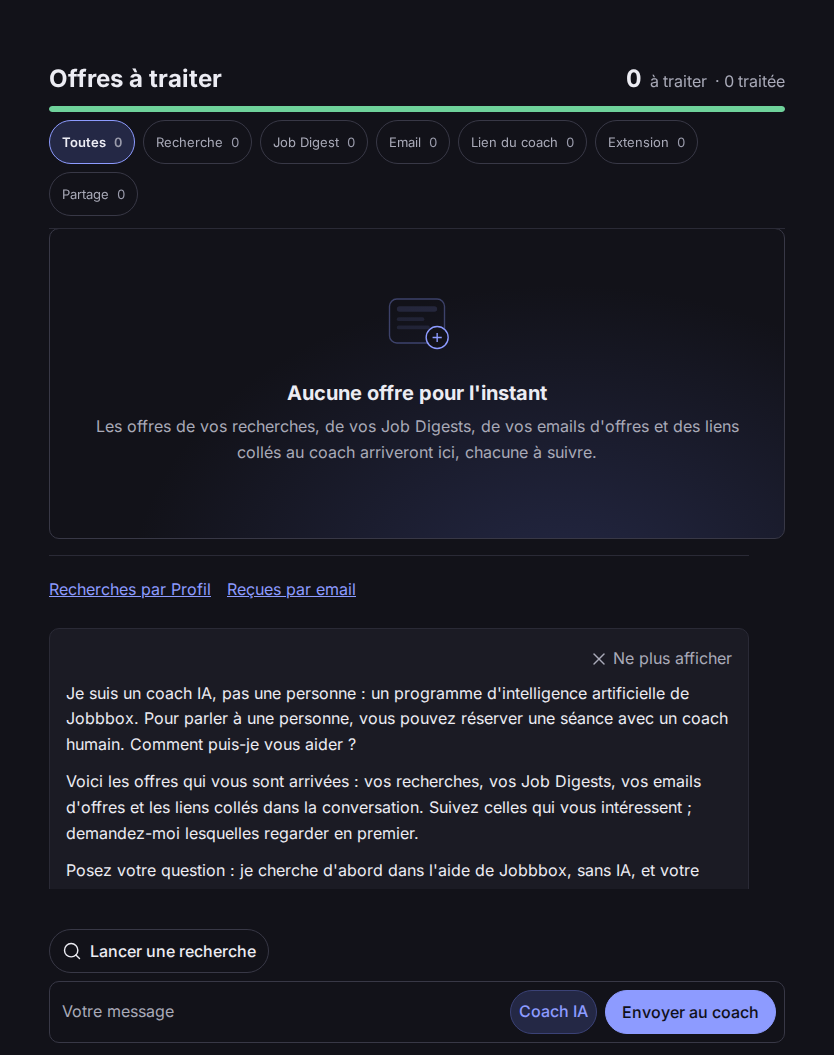 Offres à traiter
0 à traiter · 0 traitée
Toutes 0
Recherche 0
Job Digest 0
Email 0
Lien du coach 0
Extension 0
Partage 0
Aucune offre pour l'instant
Les offres de vos recherches, de vos Job Digests, de vos emails d'offres et des liens
collés au coach arriveront ici, chacune à suivre.
Recherches par Profil
Reçues par email
Ne plus afficher
Je suis un coach IA, pas une personne : un programme d'intelligence artificielle de
Jobbbox. Pour parler à une personne, vous pouvez réserver une séance avec un coach
humain. Comment puis-je vous aider ?
Voici les offres qui vous sont arrivées : vos recherches, vos Job Digests, vos emails
d'offres et les liens collés dans la conversation. Suivez celles qui vous intéressent ;
demandez-moi lesquelles regarder en premier.
Posez votre question : je cherche d'abord dans l'aide de Jobbbox, sans IA, et votre
Lancer une recherche
Votre message
Coach IA
Envoyer au coach